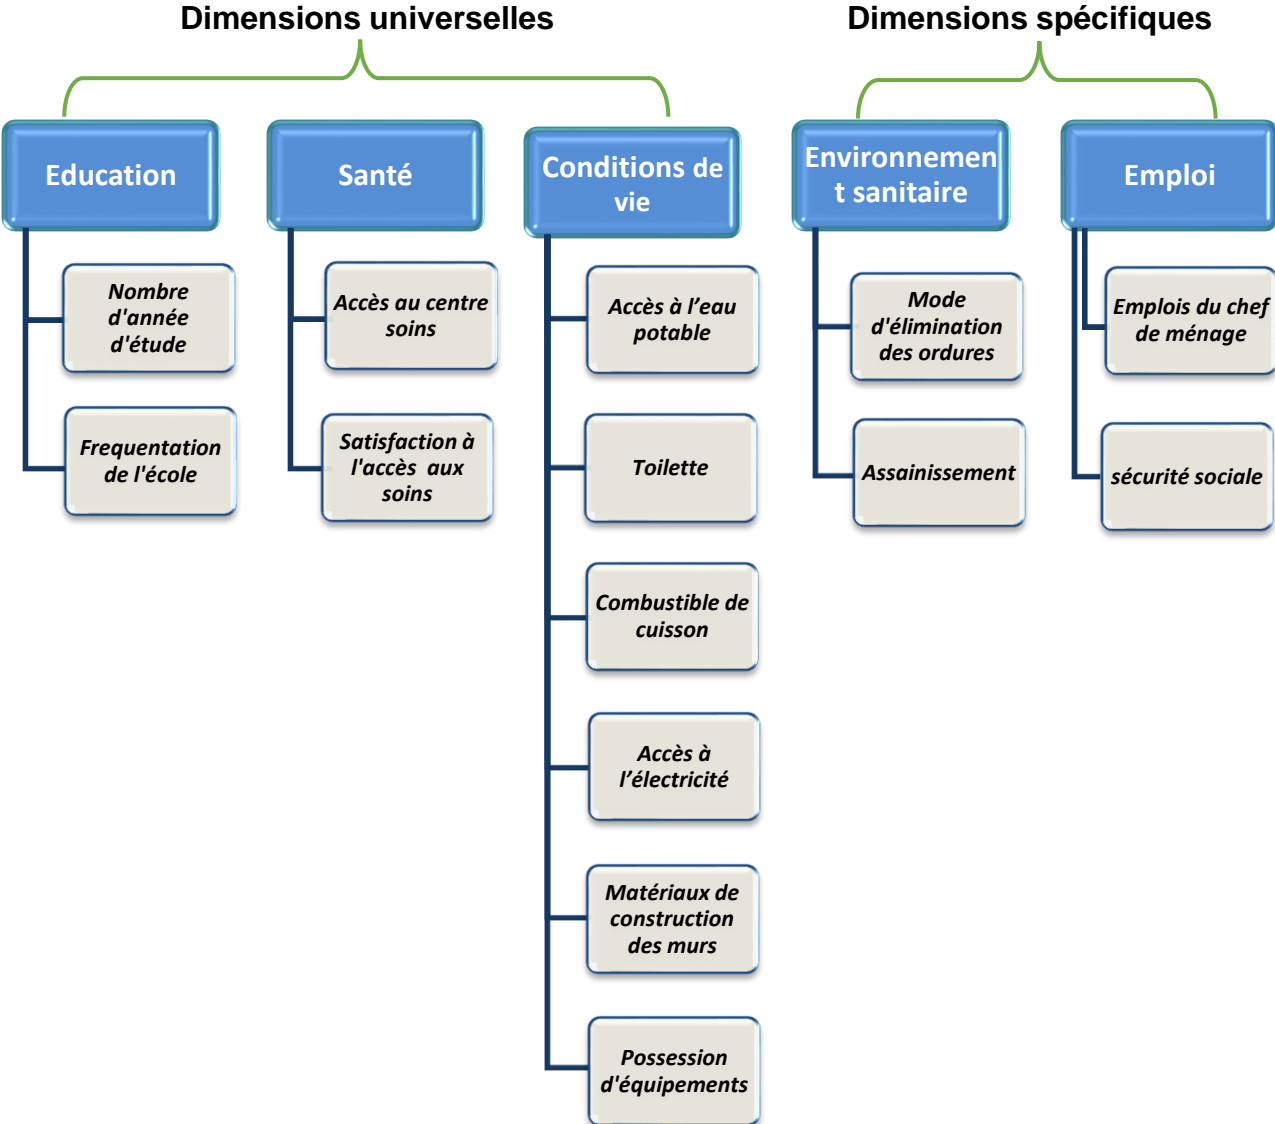 Dimensions universelles
Dimensions spécifiques
Education
Santé
Conditions de
vie
Environnemen
t sanitaire
Emploi
Nombre
d'année
d'étude
Frequentation
de l'école
Accès au centre
soins
Satisfaction à
l'accès aux
soins
Accès à l’eau
potable
Toilette
Combustible de
cuisson
Accès à
l’électricité
Matériaux de
construction
des murs
Possession
d'équipements
Mode
d'élimination
des ordures
Assainissement
Emplois du chef
de ménage
sécurité sociale